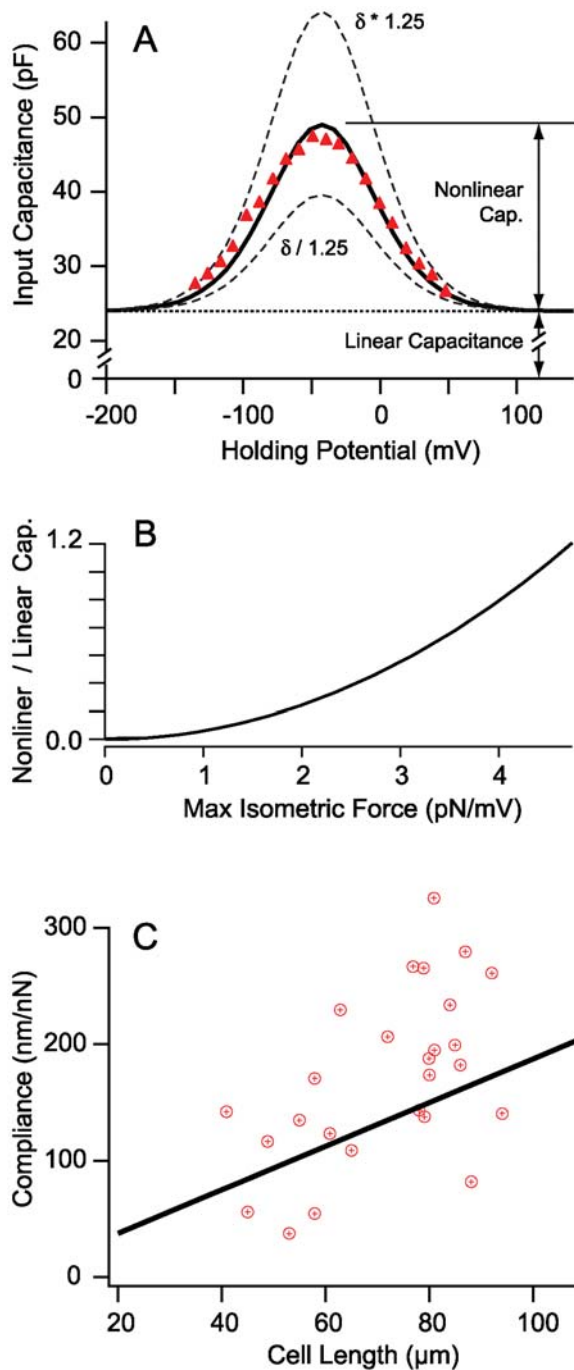 A
Input Capacitance (pF)
60
50
40
30
20
0
δ * 1.25
δ / 1.25
Nonlinear
Cap.
Linear Capacitance
-200
-100
0
100
Holding Potential (mV)
B
Nonliner / Linear Cap.
1.2
0.0
0
1
2
3
4
Max Isometric Force (pN/mV)
C
Compliance (nm/nN)
300
200
100
0
20
40
60
80
100
Cell Length (μm)